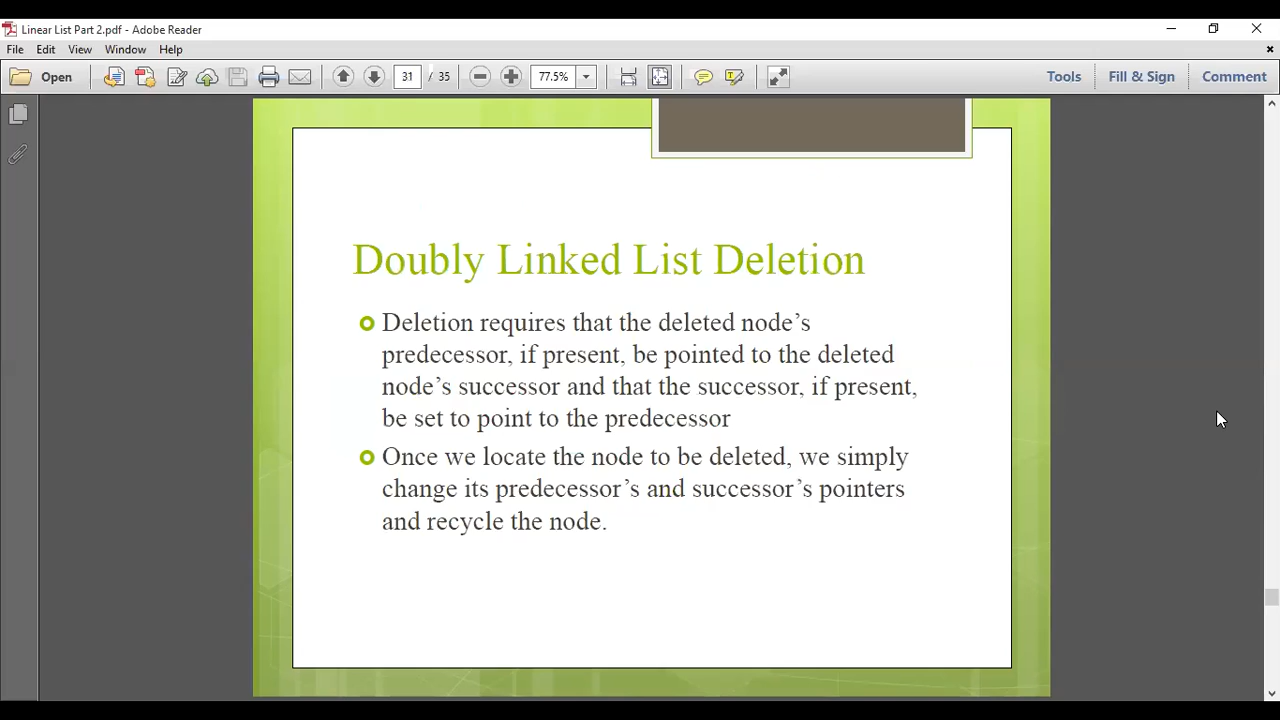 Linear List Part 2.pdf - Adobe Reader
File Edit View Window Help
Open 31 / 35 77.5% Tools Fill & Sign Comment
Doubly Linked List Deletion
Deletion requires that the deleted node’s
predecessor, if present, be pointed to the deleted
node’s successor and that the successor, if present,
be set to point to the predecessor
Once we locate the node to be deleted, we simply
change its predecessor’s and successor’s pointers
and recycle the node.